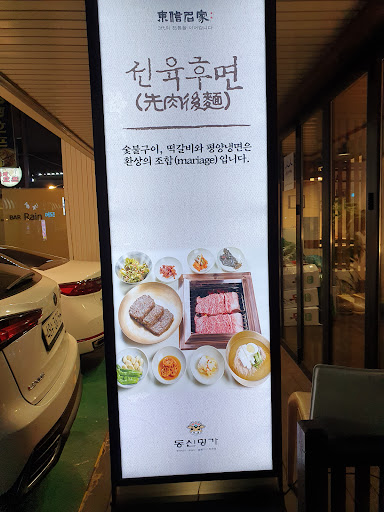 東信名家
선육후면
(先肉後麵)
숯불구이, 떡갈비와 평양냉면은
환상의 조합(mariage)입니다.
동신명가
BAR Rain